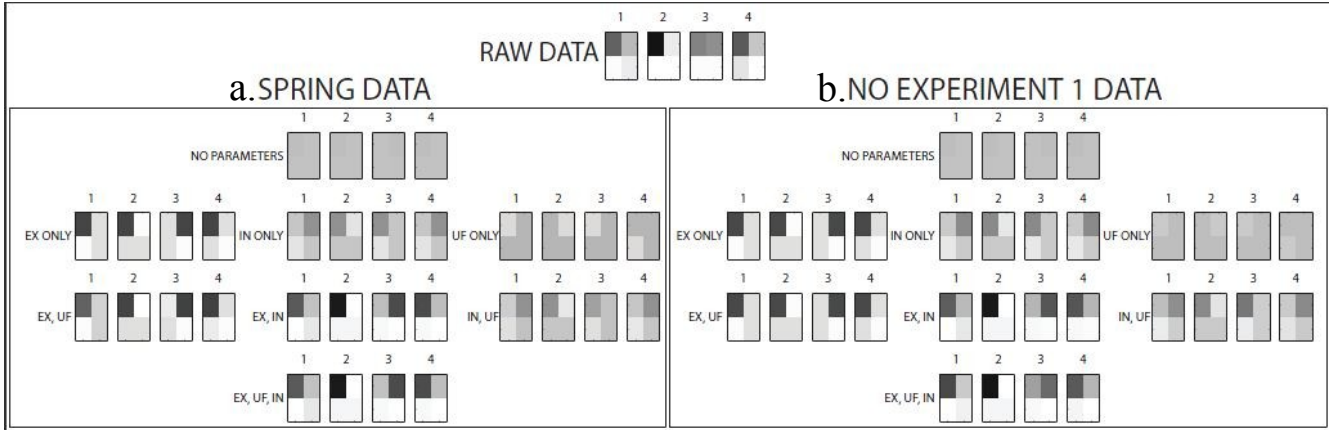 1 2 3 4
RAW DATA
a. SPRING DATA
1 2 3 4
NO PARAMETERS
1 2 3 4
EX ONLY
1 2 3 4
IN ONLY
1 2 3 4
UF ONLY
1 2 3 4
EX, UF
1 2 3 4
EX, IN
1 2 3 4
IN, UF
1 2 3 4
EX, UF, IN
b. NO EXPERIMENT 1 DATA
1 2 3 4
NO PARAMETERS
1 2 3 4
EX ONLY
1 2 3 4
IN ONLY
1 2 3 4
UF ONLY
1 2 3 4
EX, UF
1 2 3 4
EX, IN
1 2 3 4
IN, UF
1 2 3 4
EX, UF, IN